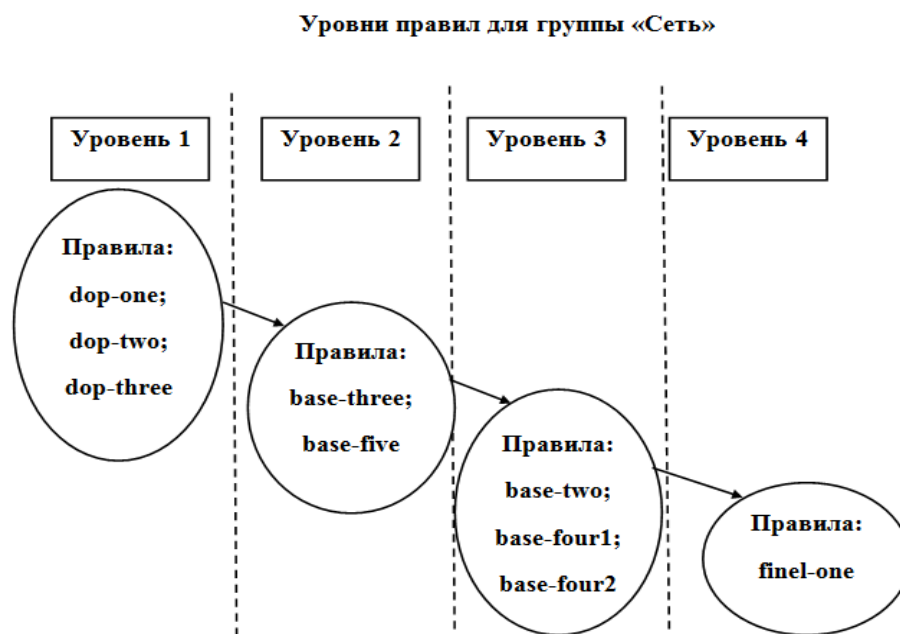 Уровни правил для группы «Сеть»
Уровень 1
Уровень 2
Уровень 3
Уровень 4
Правила:
dop-one;
dop-two;
dop-three
Правила:
base-three;
base-five
Правила:
base-two;
base-four1;
base-four2
Правила:
finel-one